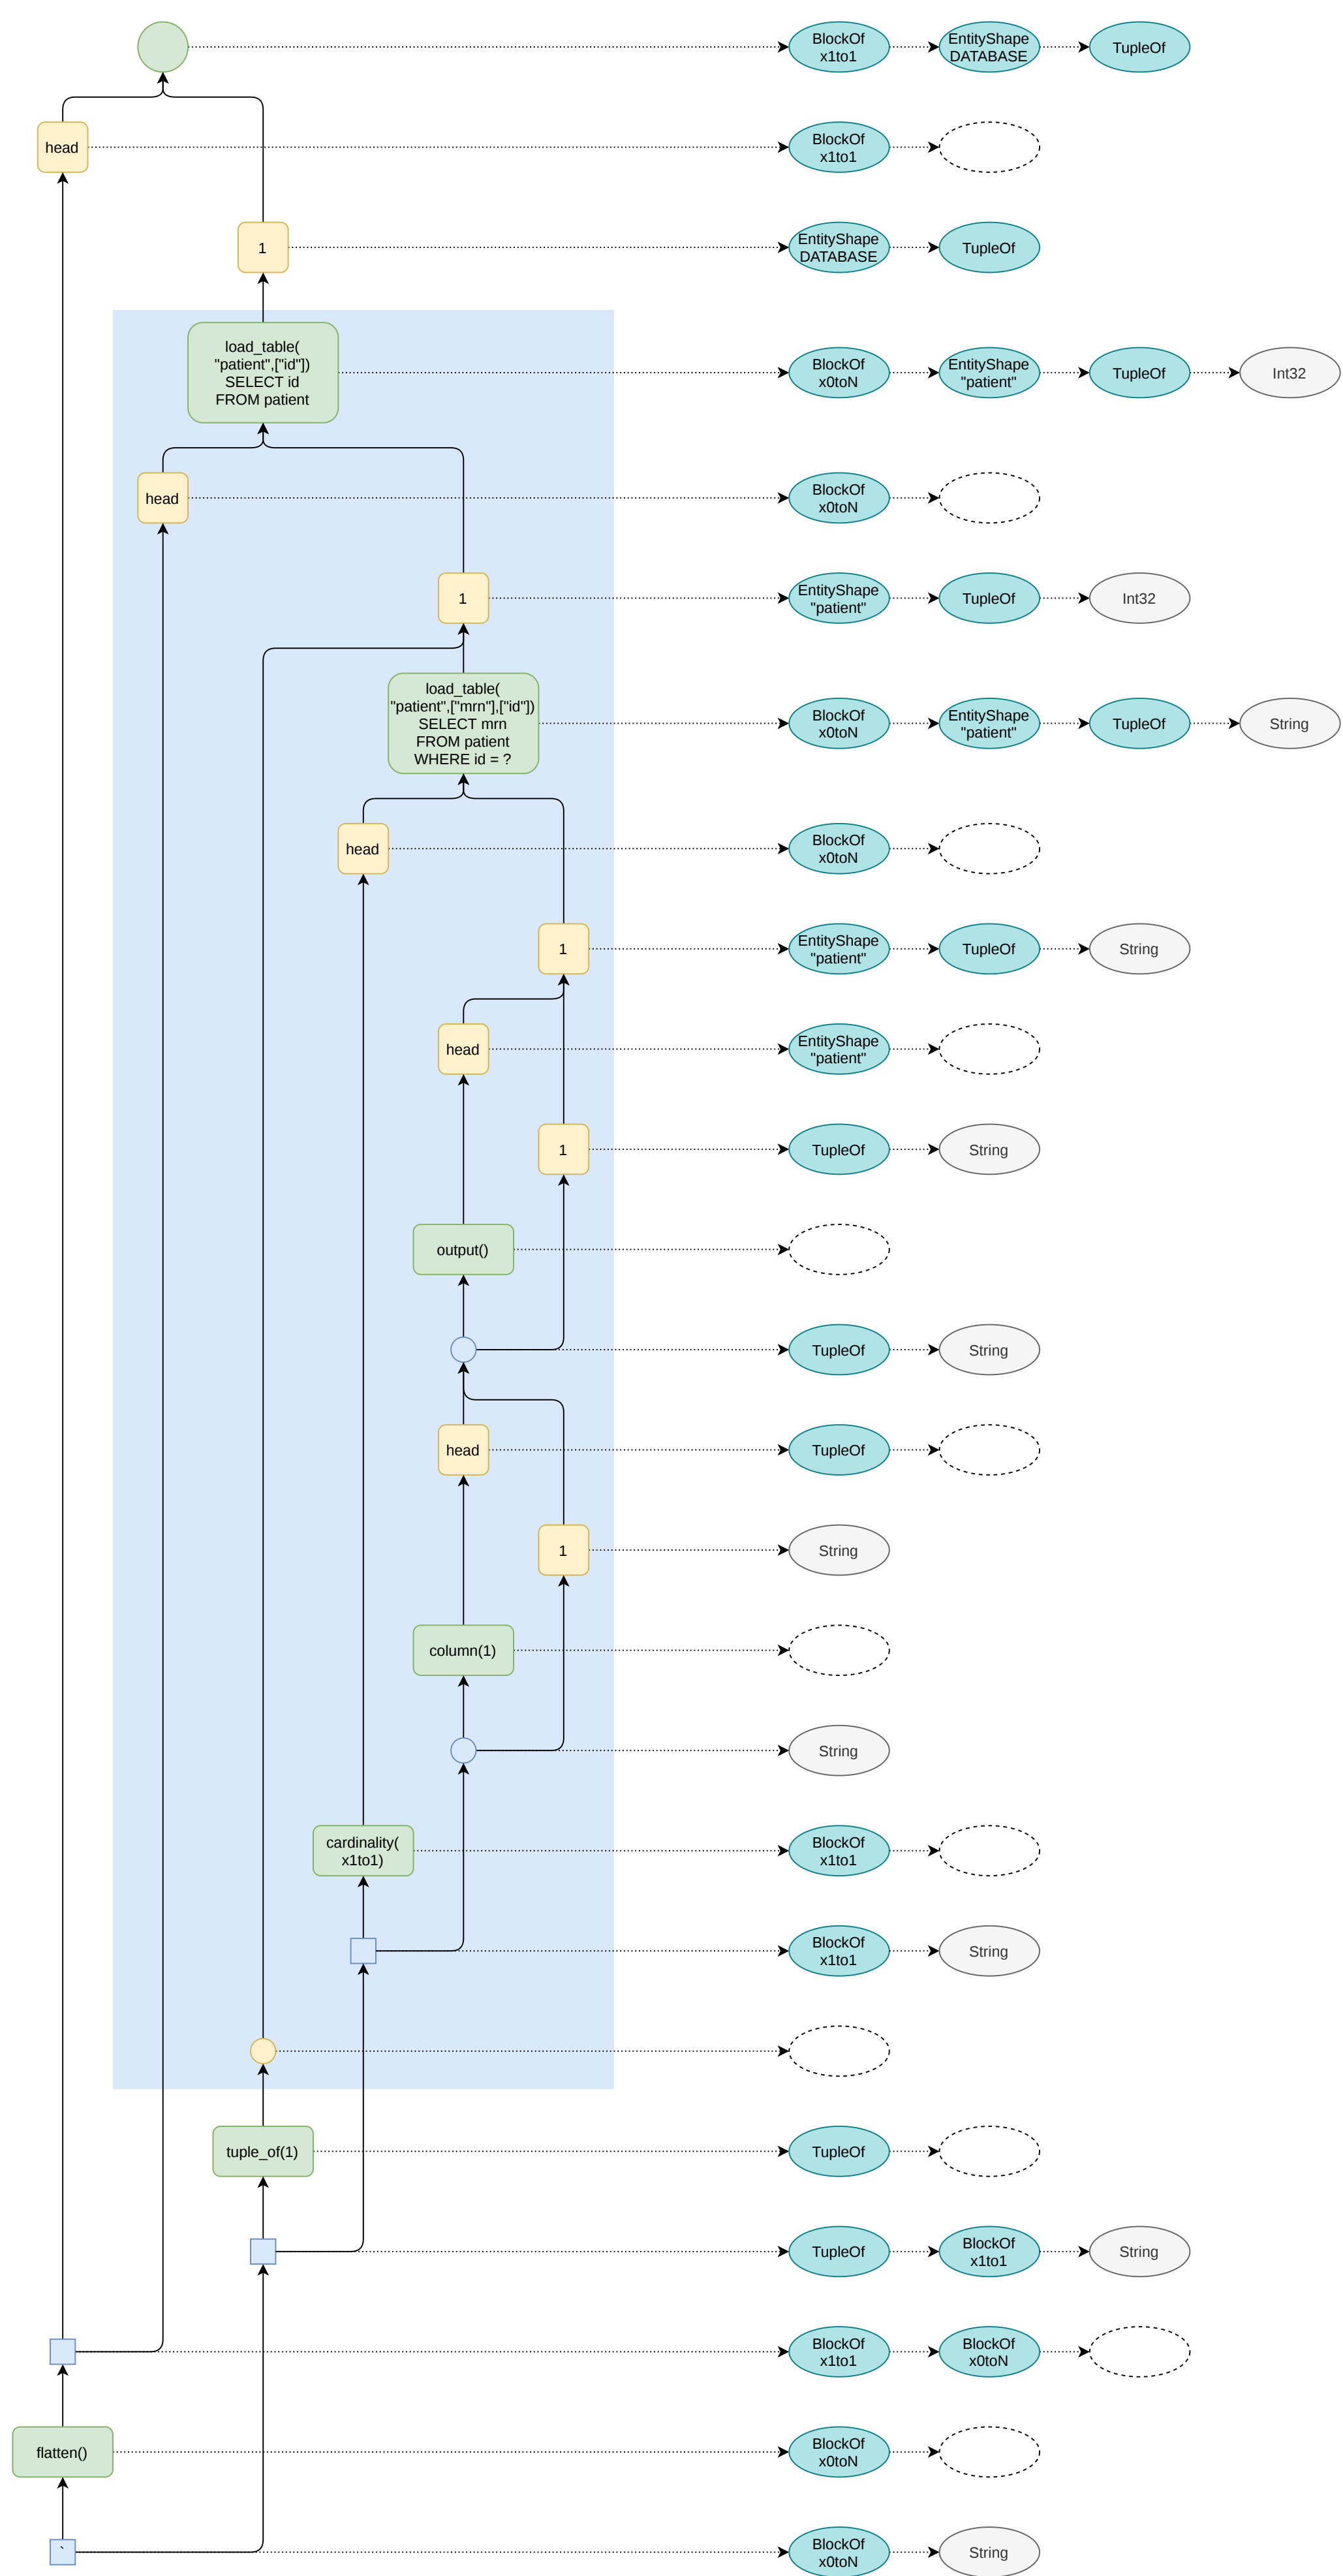 BlockOf
x1to1
EntityShape
DATABASE
TupleOf
head
BlockOf
x1to1
1
EntityShape
DATABASE
TupleOf
load_table(
"patient",["id"])
SELECT id
FROM patient
BlockOf
x0toN
EntityShape
"patient"
TupleOf
Int32
head
BlockOf
x0toN
1
EntityShape
"patient"
TupleOf
Int32
load_table(
"patient",["mrn"],["id"])
SELECT mrn
FROM patient
WHERE id = ?
BlockOf
x0toN
EntityShape
"patient"
TupleOf
String
head
BlockOf
x0toN
1
EntityShape
"patient"
TupleOf
String
head
EntityShape
"patient"
1
TupleOf
String
output()
TupleOf
String
head
TupleOf
1
String
column(1)
String
cardinality(
x1to1)
BlockOf
x1to1
BlockOf
x1to1
String
tuple_of(1)
TupleOf
TupleOf
BlockOf
x1to1
String
BlockOf
x1to1
BlockOf
x0toN
flatten()
BlockOf
x0toN
`
BlockOf
x0toN
String